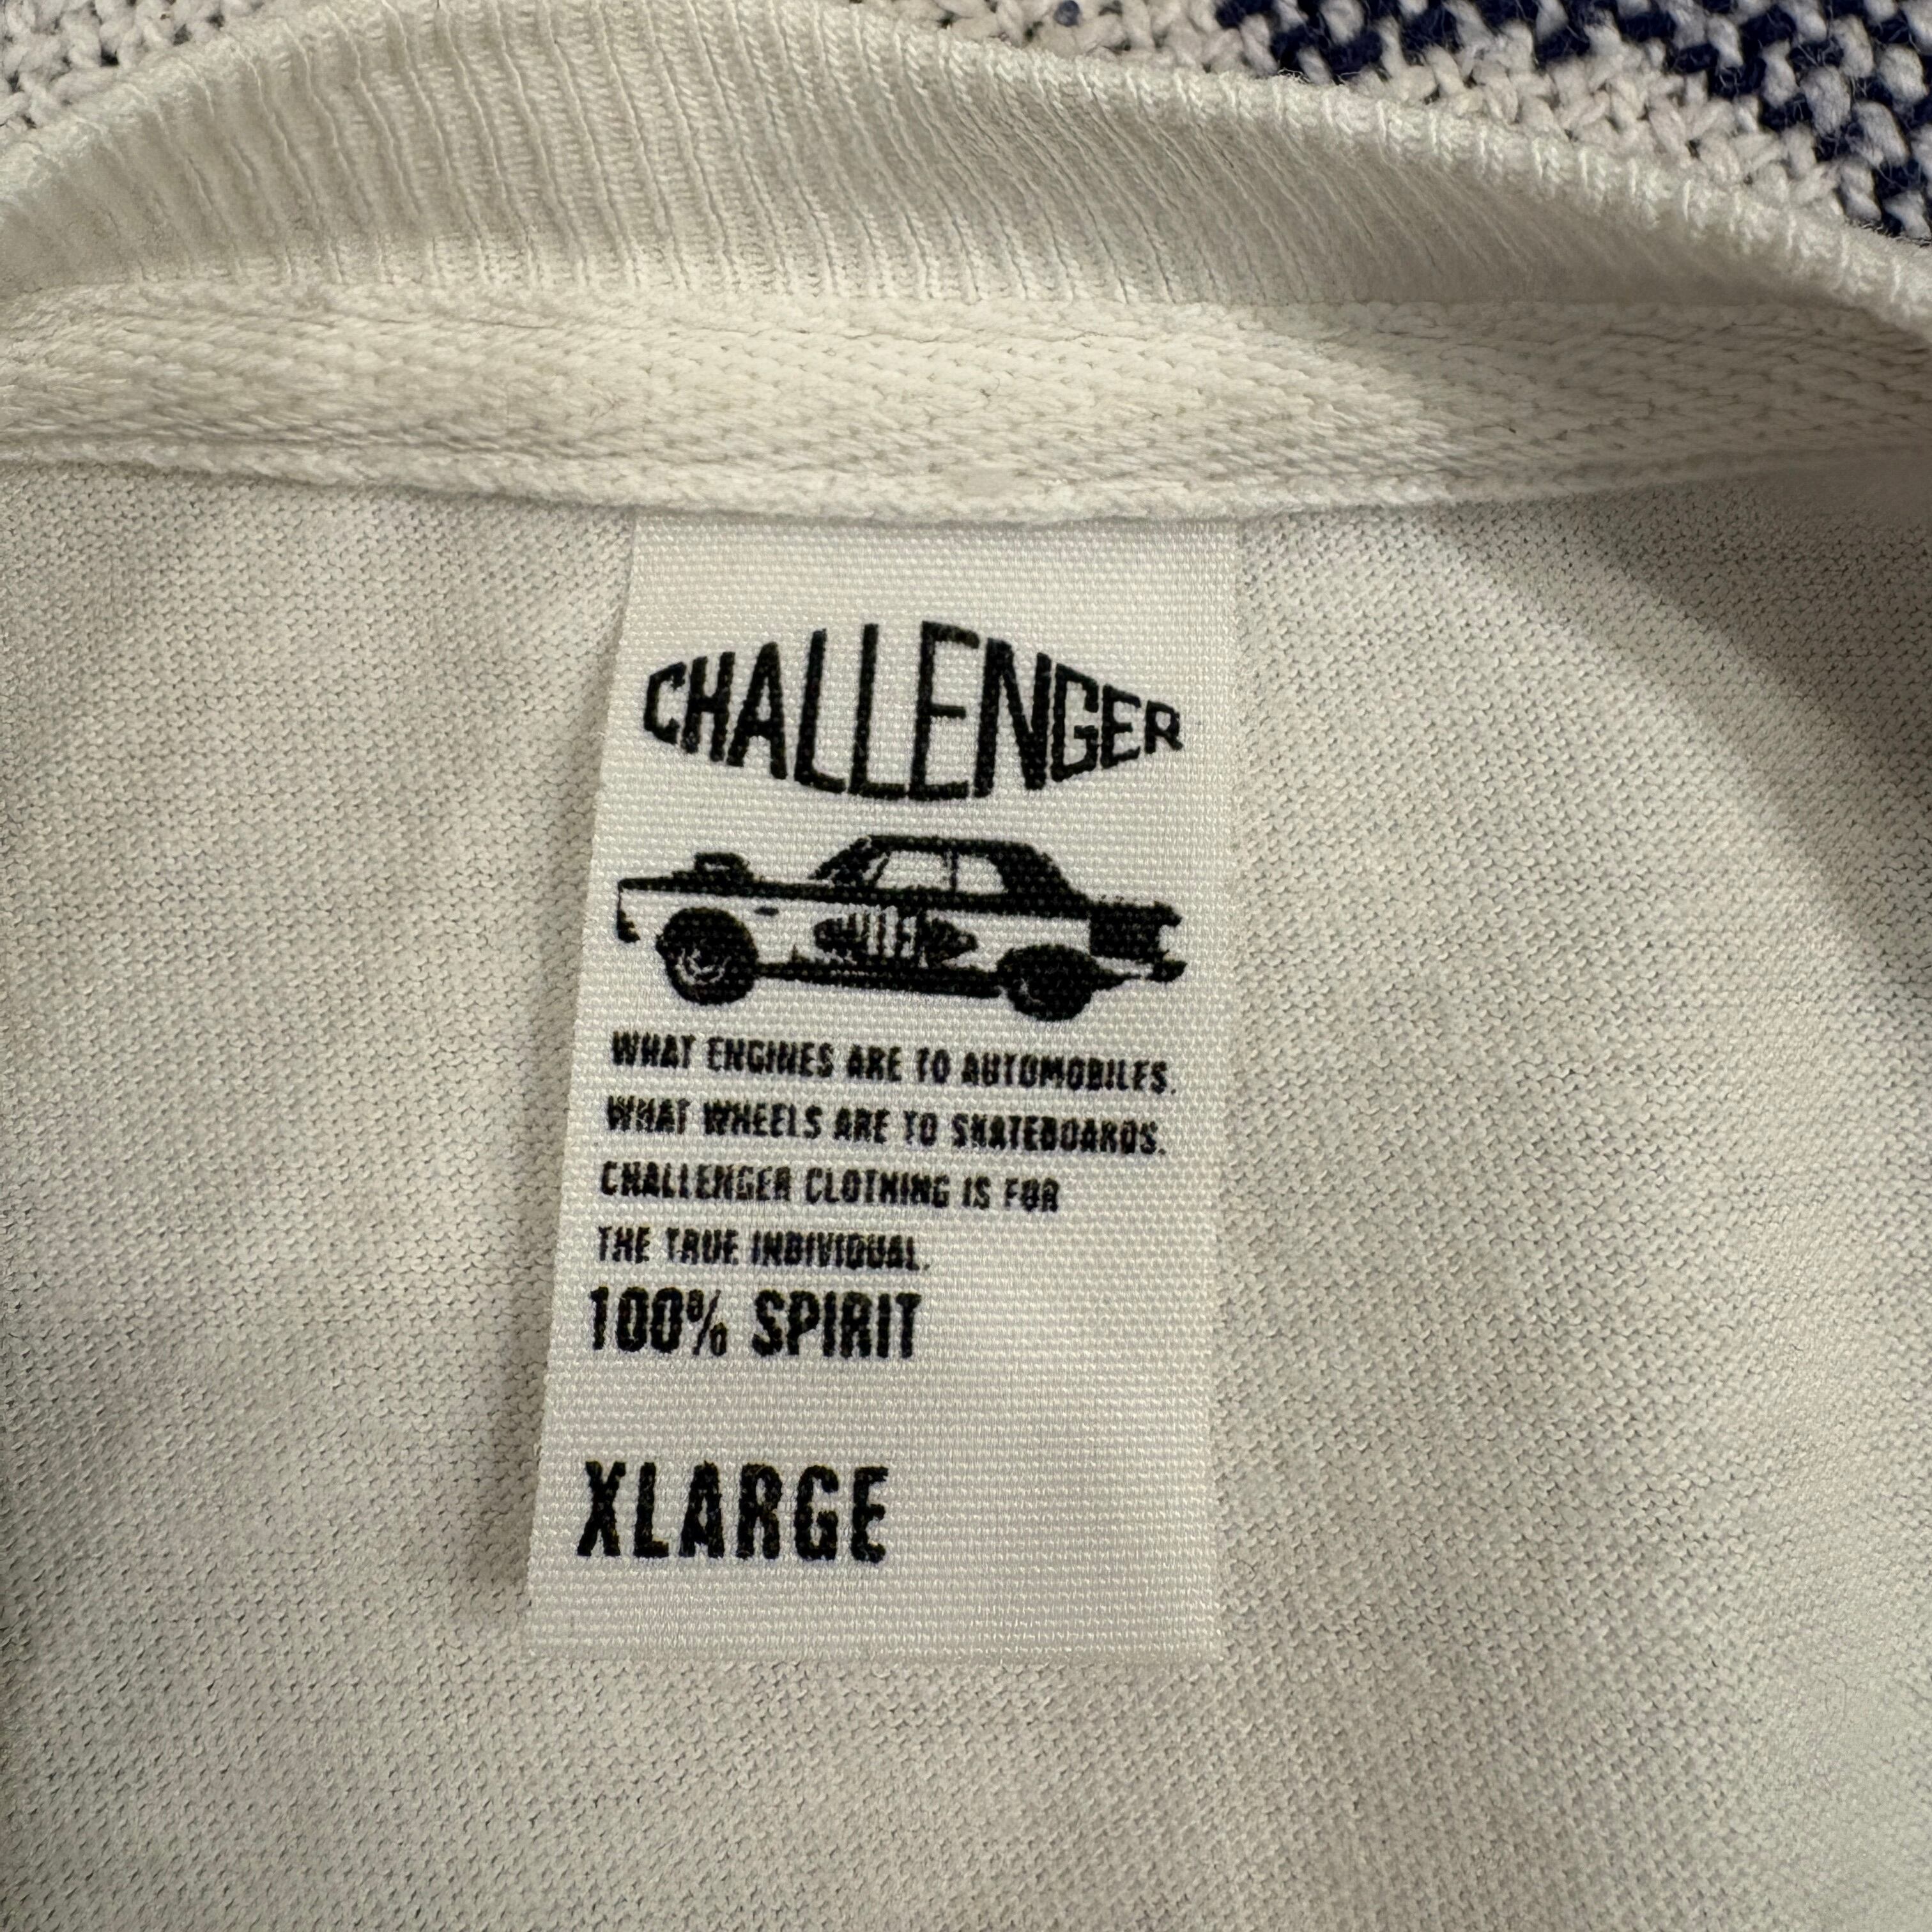 CHALLENGER
WHAT ENGINES ARE TO AUTOMOBILES.
WHAT WHEELS ARE TO SKATEBOARDS.
CHALLENGER CLOTHING IS FOR
THE TRUE INDIVIDUAL.
100% SPIRIT
XLARGE